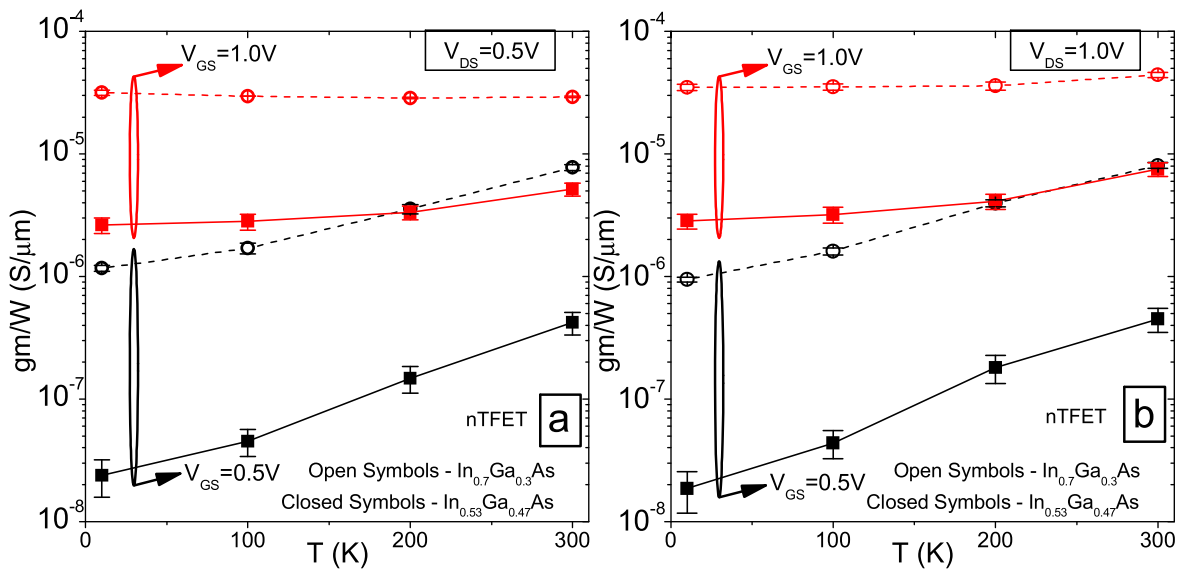 10⁻⁴
10⁻⁵
10⁻⁶
10⁻⁷
10⁻⁸
gm/W (S/μm)
V_GS=1.0V
V_DS=0.5V
nTFET
a
V_GS=0.5V
Open Symbols - In₀.₇Ga₀.₃As
Closed Symbols - In₀.₅₃Ga₀.₄₇As
0 100 200 300
T (K)
10⁻⁴
10⁻⁵
10⁻⁶
10⁻⁷
10⁻⁸
gm/W (S/μm)
V_GS=1.0V
V_DS=1.0V
nTFET
b
V_GS=0.5V
Open Symbols - In₀.₇Ga₀.₃As
Closed Symbols - In₀.₅₃Ga₀.₄₇As
0 100 200 300
T (K)